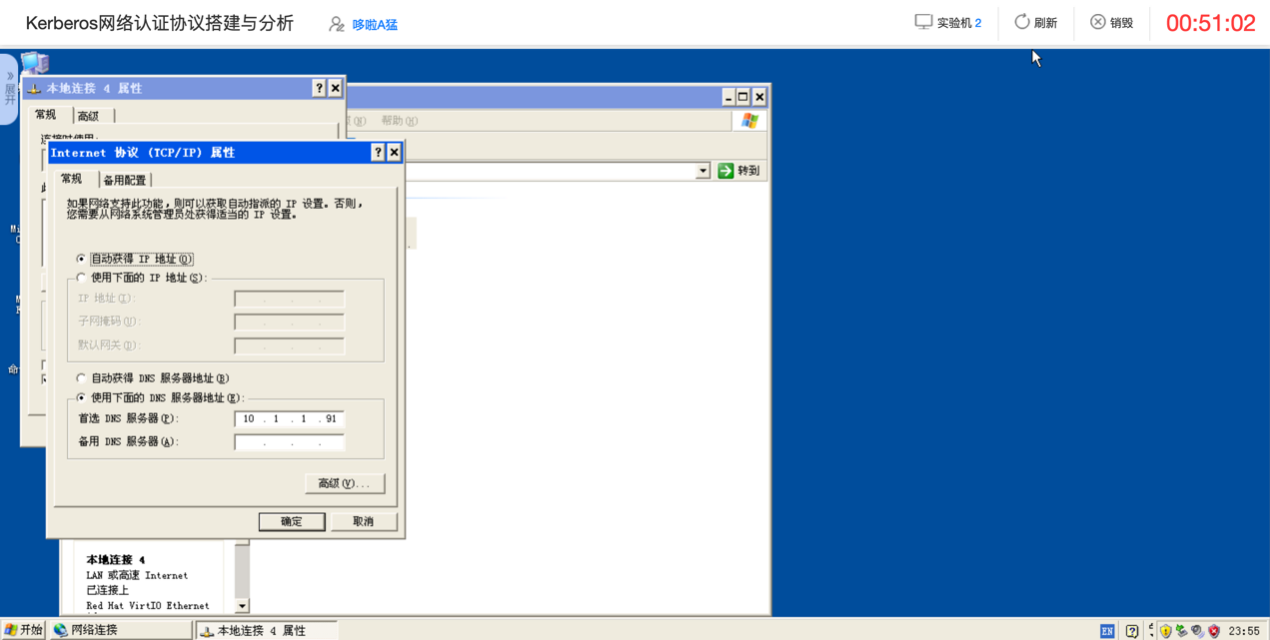 Kerberos网络认证协议搭建与分析
哆啦A猛
实验机 2
刷新
销毁
00:51:02
展开
本地连接 4 属性
常规
高级
帮助(H)
连接时使用:
转到
Internet 协议 (TCP/IP) 属性
常规
备用配置
如果网络支持此功能，则可以获取自动指派的 IP 设置。否则，
您需要从网络系统管理员处获得适当的 IP 设置。
自动获得 IP 地址(O)
使用下面的 IP 地址(S):
IP 地址(I):
子网掩码(U):
默认网关(D):
自动获得 DNS 服务器地址(B)
使用下面的 DNS 服务器地址(E):
首选 DNS 服务器(P):
10 . 1 . 1 . 91
备用 DNS 服务器(A):
高级(V)...
确定
取消
本地连接 4
LAN 或高速 Internet
已连接上
Red Hat VirtIO Ethernet
开始
网络连接
本地连接 4 属性
EN
23:55